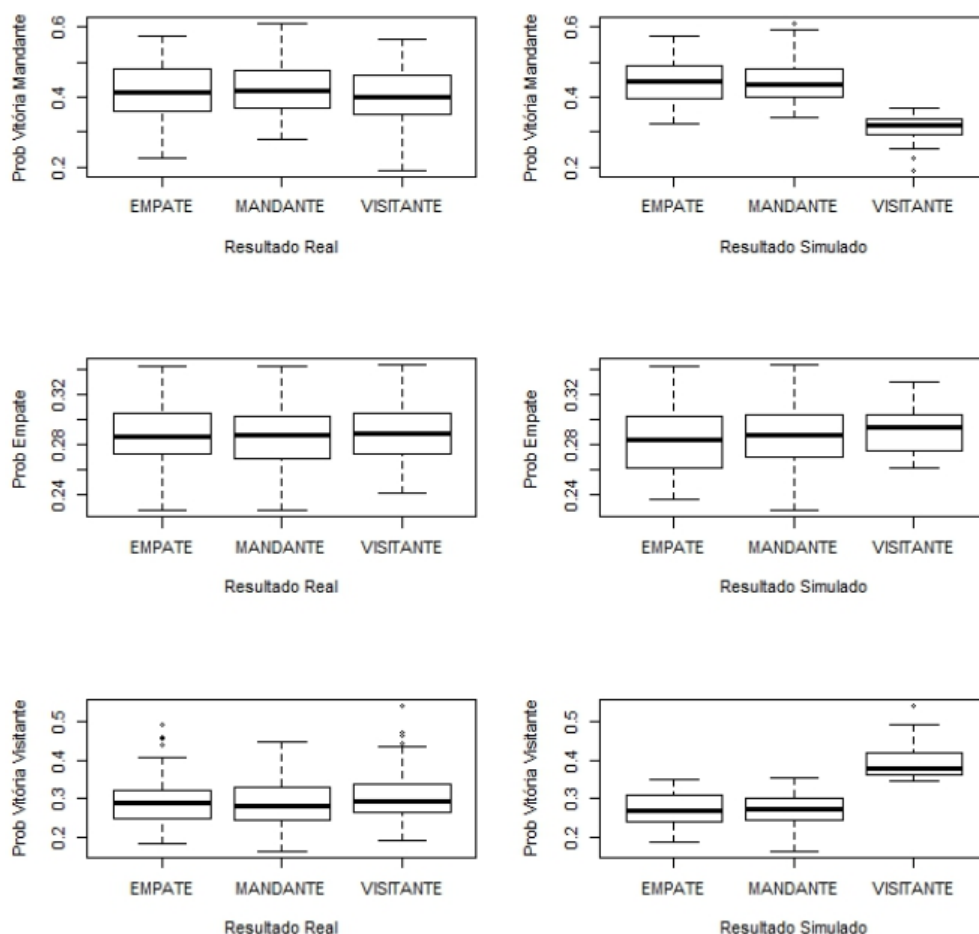 Prob Vitória Mandante
0.6
0.4
0.2
EMPATE MANDANTE VISITANTE
Resultado Real
Prob Vitória Mandante
0.6
0.4
0.2
EMPATE MANDANTE VISITANTE
Resultado Simulado
Prob Empate
0.32
0.28
0.24
EMPATE MANDANTE VISITANTE
Resultado Real
Prob Empate
0.32
0.28
0.24
EMPATE MANDANTE VISITANTE
Resultado Simulado
Prob Vitória Visitante
0.5
0.4
0.3
0.2
EMPATE MANDANTE VISITANTE
Resultado Real
Prob Vitória Visitante
0.5
0.4
0.3
0.2
EMPATE MANDANTE VISITANTE
Resultado Simulado